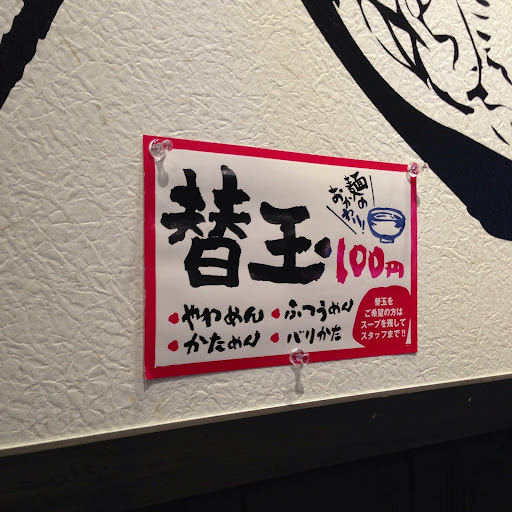 替玉
麺の
おかわり!!
100円
・やわめん ・ふつうめん
・かためん ・バリかた
替玉を
ご希望の方は
スープを残して
スタッフまで!!